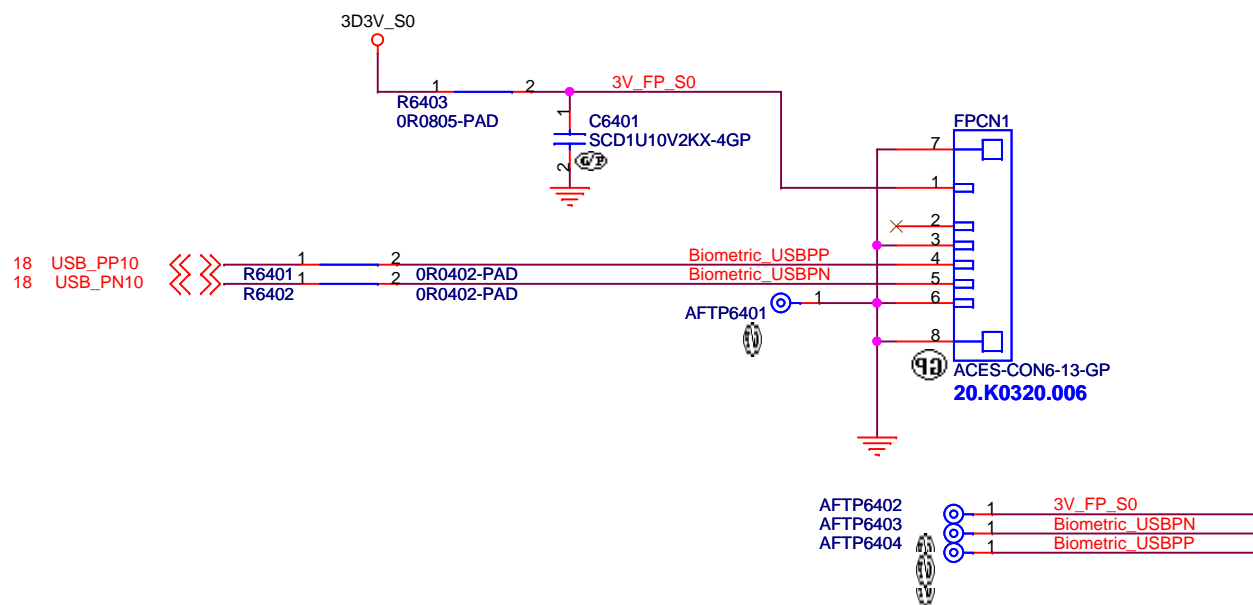 3D3V_S0
1 2 3V_FP_S0
R6403
0R0805-PAD
1
C6401
SCD1U10V2KX-4GP
G/P
2
FPCN1
7
1
2
3
18 USB_PP10 1 2 Biometric_USBPP 4
R6401 0R0402-PAD
18 USB_PN10 1 2 Biometric_USBPN 5
R6402 0R0402-PAD
AFTP6401 1 6
8
GP
ACES-CON6-13-GP
20.K0320.006
AFTP6402 1 3V_FP_S0
AFTP6403 1 Biometric_USBPN
AFTP6404 1 Biometric_USBPP